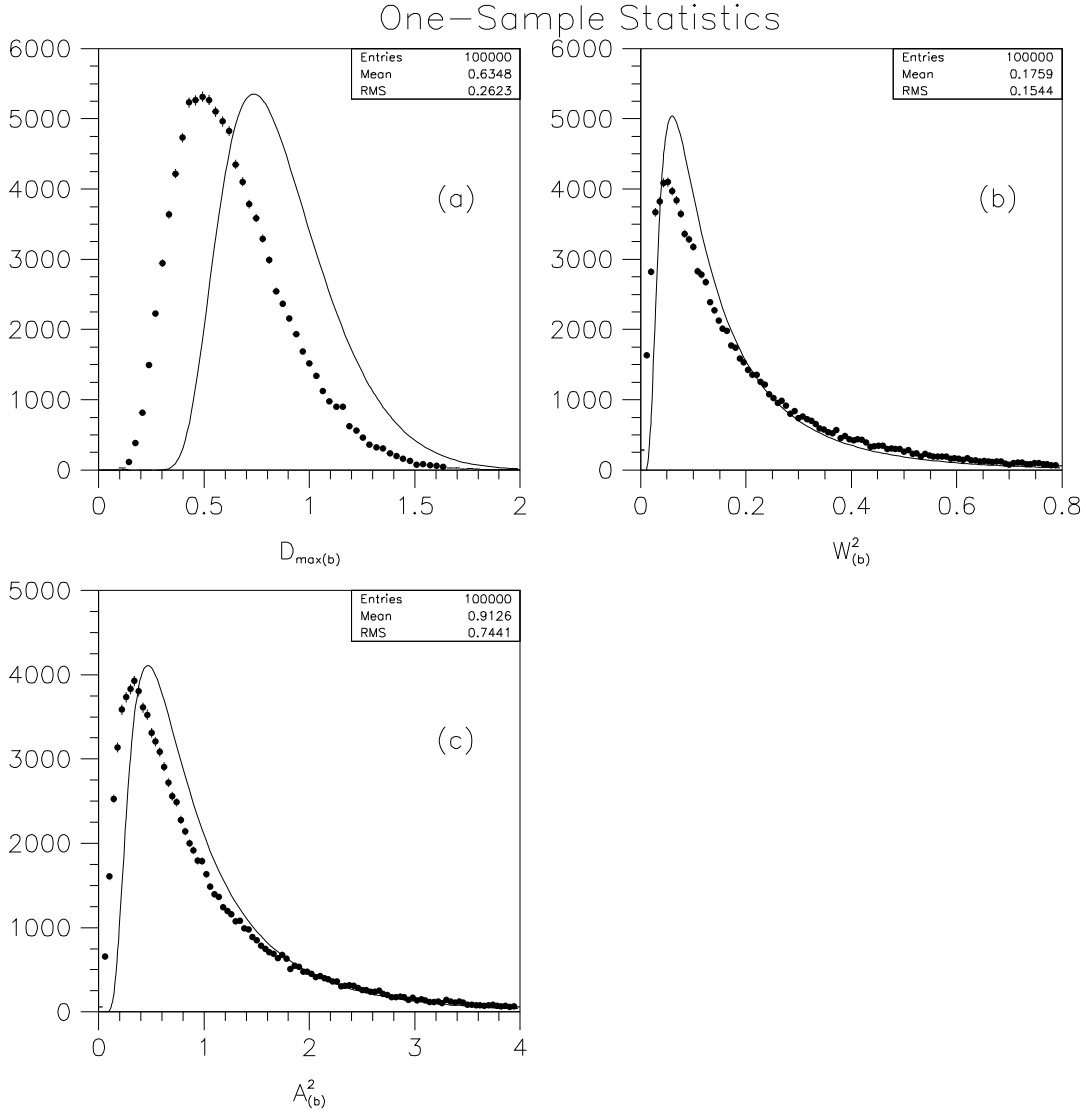 One-Sample Statistics
6000
5000
4000
3000
2000
1000
0
Entries 100000
Mean 0.6348
RMS 0.2623
(a)
0 0.5 1 1.5 2
D_max(b)
6000
5000
4000
3000
2000
1000
0
Entries 100000
Mean 0.1759
RMS 0.1544
(b)
0 0.2 0.4 0.6 0.8
W²(b)
5000
4000
3000
2000
1000
0
Entries 100000
Mean 0.9126
RMS 0.7441
(c)
0 1 2 3 4
A²(b)